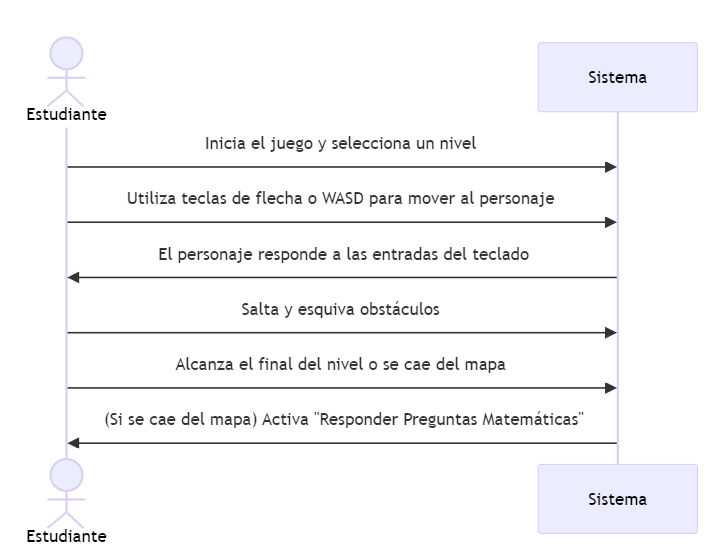 Estudiante
Sistema
Inicia el juego y selecciona un nivel
Utiliza teclas de flecha o WASD para mover al personaje
El personaje responde a las entradas del teclado
Salta y esquiva obstáculos
Alcanza el final del nivel o se cae del mapa
(Si se cae del mapa) Activa "Responder Preguntas Matemáticas"
Estudiante
Sistema